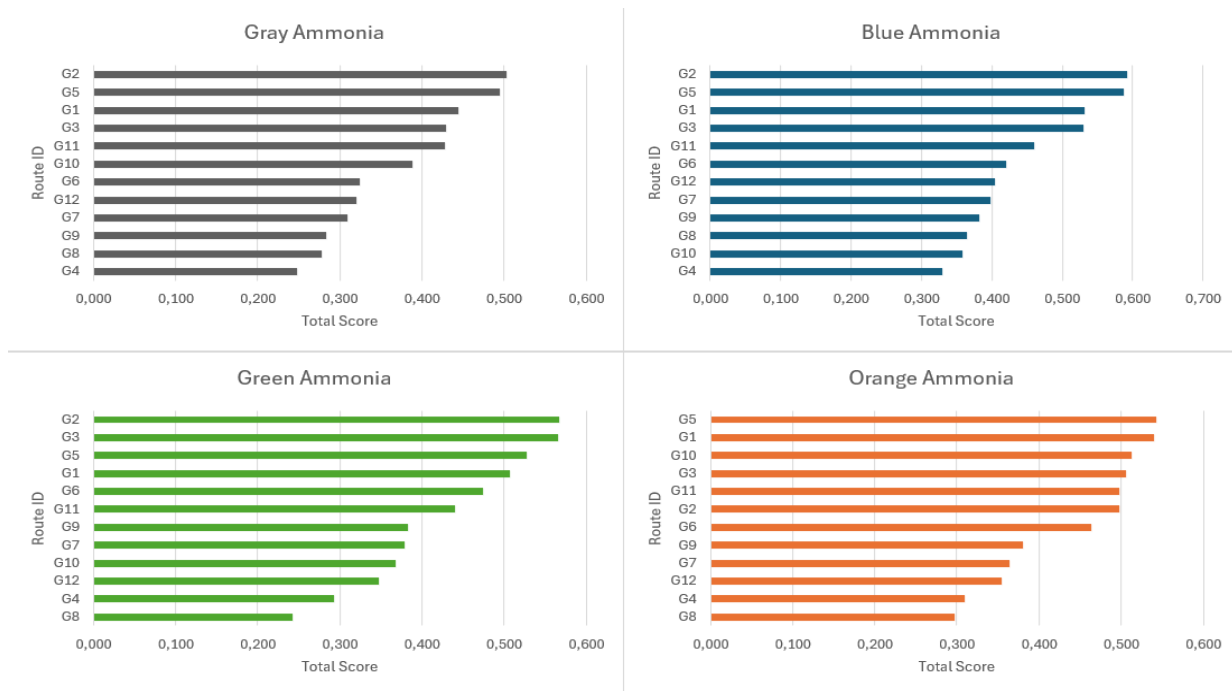 Gray Ammonia
Route ID
G2
G5
G1
G3
G11
G10
G6
G12
G7
G9
G8
G4
0,000 0,100 0,200 0,300 0,400 0,500 0,600
Total Score
Blue Ammonia
Route ID
G2
G5
G1
G3
G11
G6
G12
G7
G9
G8
G10
G4
0,000 0,100 0,200 0,300 0,400 0,500 0,600 0,700
Total Score
Green Ammonia
Route ID
G2
G3
G5
G1
G6
G11
G9
G7
G10
G12
G4
G8
0,000 0,100 0,200 0,300 0,400 0,500 0,600
Total Score
Orange Ammonia
Route ID
G5
G1
G10
G3
G11
G2
G6
G9
G7
G12
G4
G8
0,000 0,100 0,200 0,300 0,400 0,500 0,600
Total Score